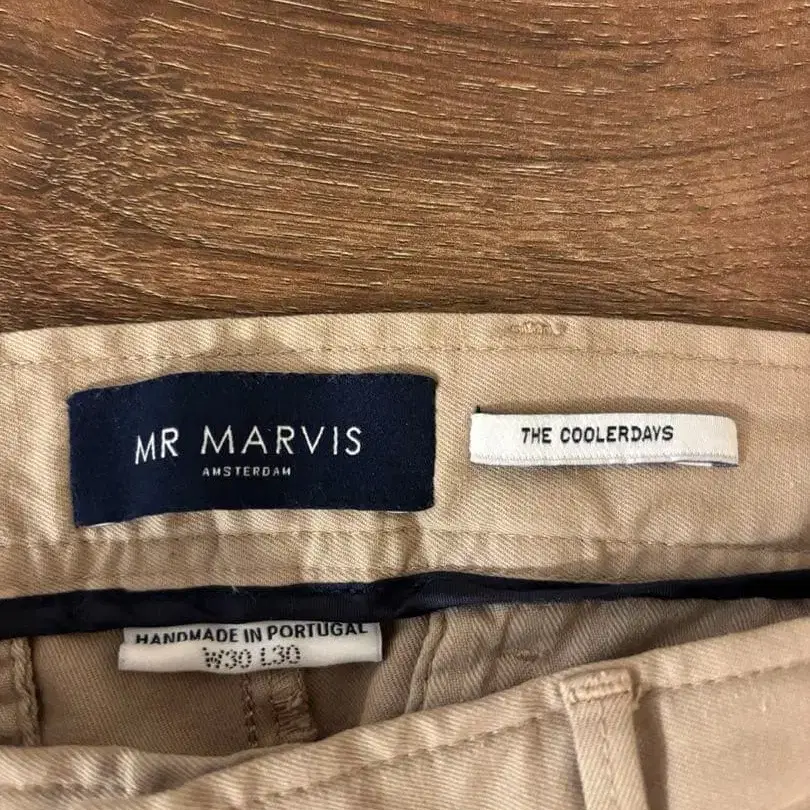 MR MARVIS
AMSTERDAM
THE COOLERDAYS
HANDMADE IN PORTUGAL
W30 L30